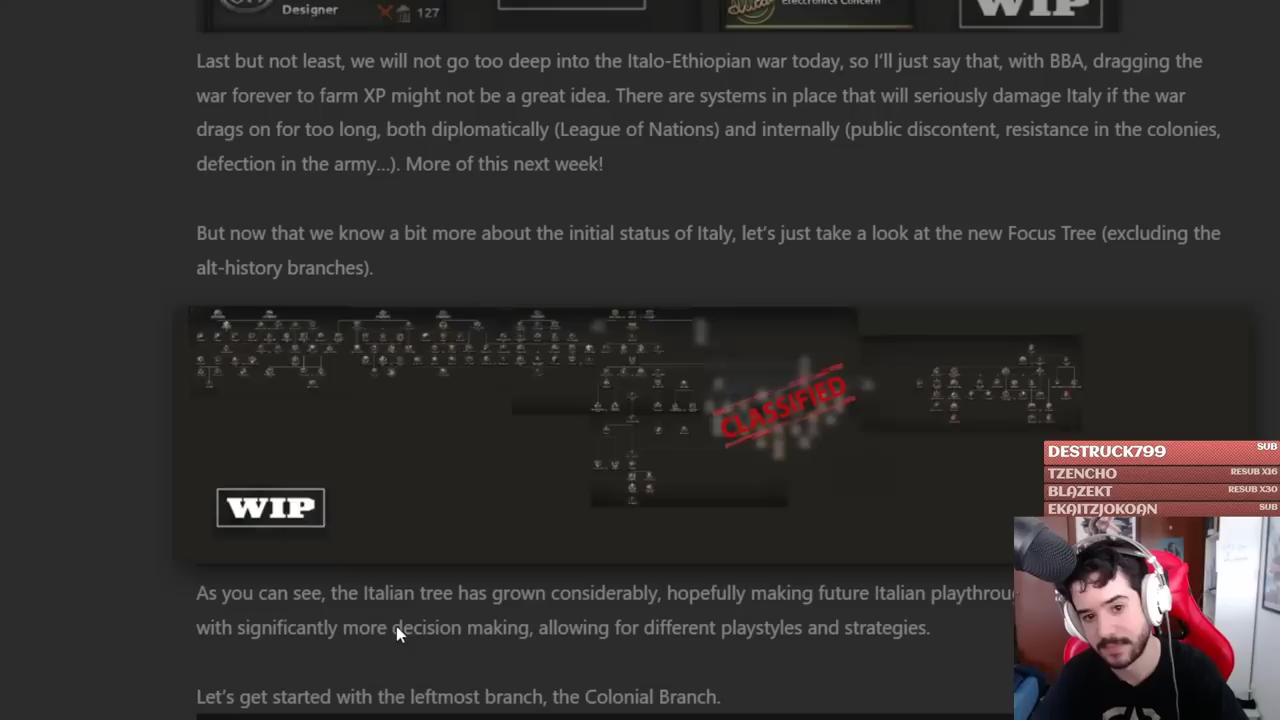 Designer
127
Electronics Concern
WIP
Last but not least, we will not go too deep into the Italo-Ethiopian war today, so I'll just say that, with BBA, dragging the
war forever to farm XP might not be a great idea. There are systems in place that will seriously damage Italy if the war
drags on for too long, both diplomatically (League of Nations) and internally (public discontent, resistance in the colonies,
defection in the army...). More of this next week!
But now that we know a bit more about the initial status of Italy, let's just take a look at the new Focus Tree (excluding the
alt-history branches).
CLASSIFIED
WIP
DESTRUCK799 SUB
TZENCHO RESUB X16
BLAZEKT RESUB X30
EKAITZJOKOAN SUB
As you can see, the Italian tree has grown considerably, hopefully making future Italian
with significantly more decision making, allowing for different playstyles and strategies.
Let's get started with the leftmost branch, the Colonial Branch.